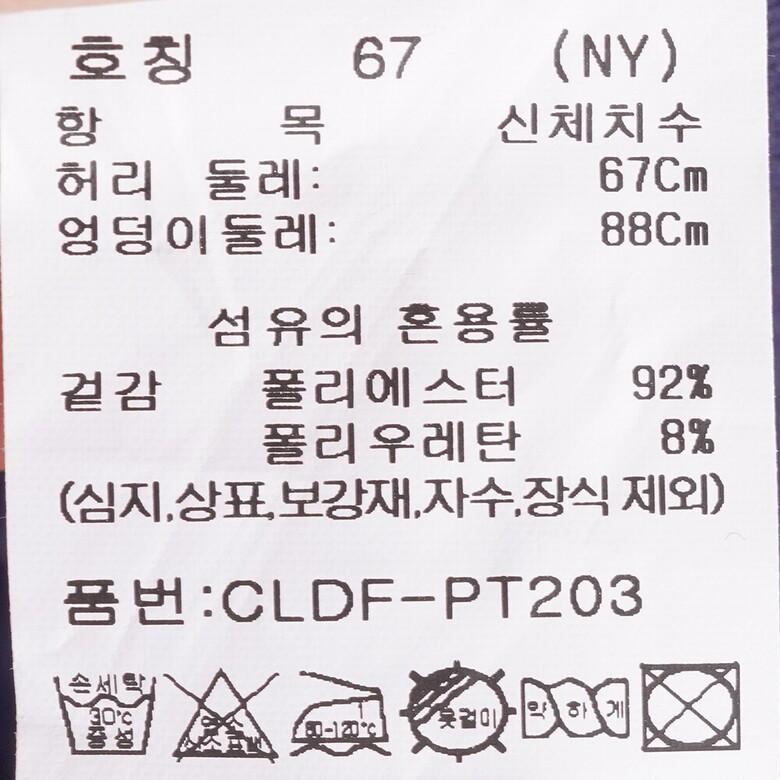 호칭 67 (NY)
항 목 신체치수
허리 둘레: 67Cm
엉덩이둘레: 88Cm
섬유의 혼용률
겉감 폴리에스터 92%
폴리우레탄 8%
(심지,상표,보강재,자수,장식 제외)
품번:CLDF-PT203
손세탁 30℃ 중성
80-120℃
옷걸이
약하게